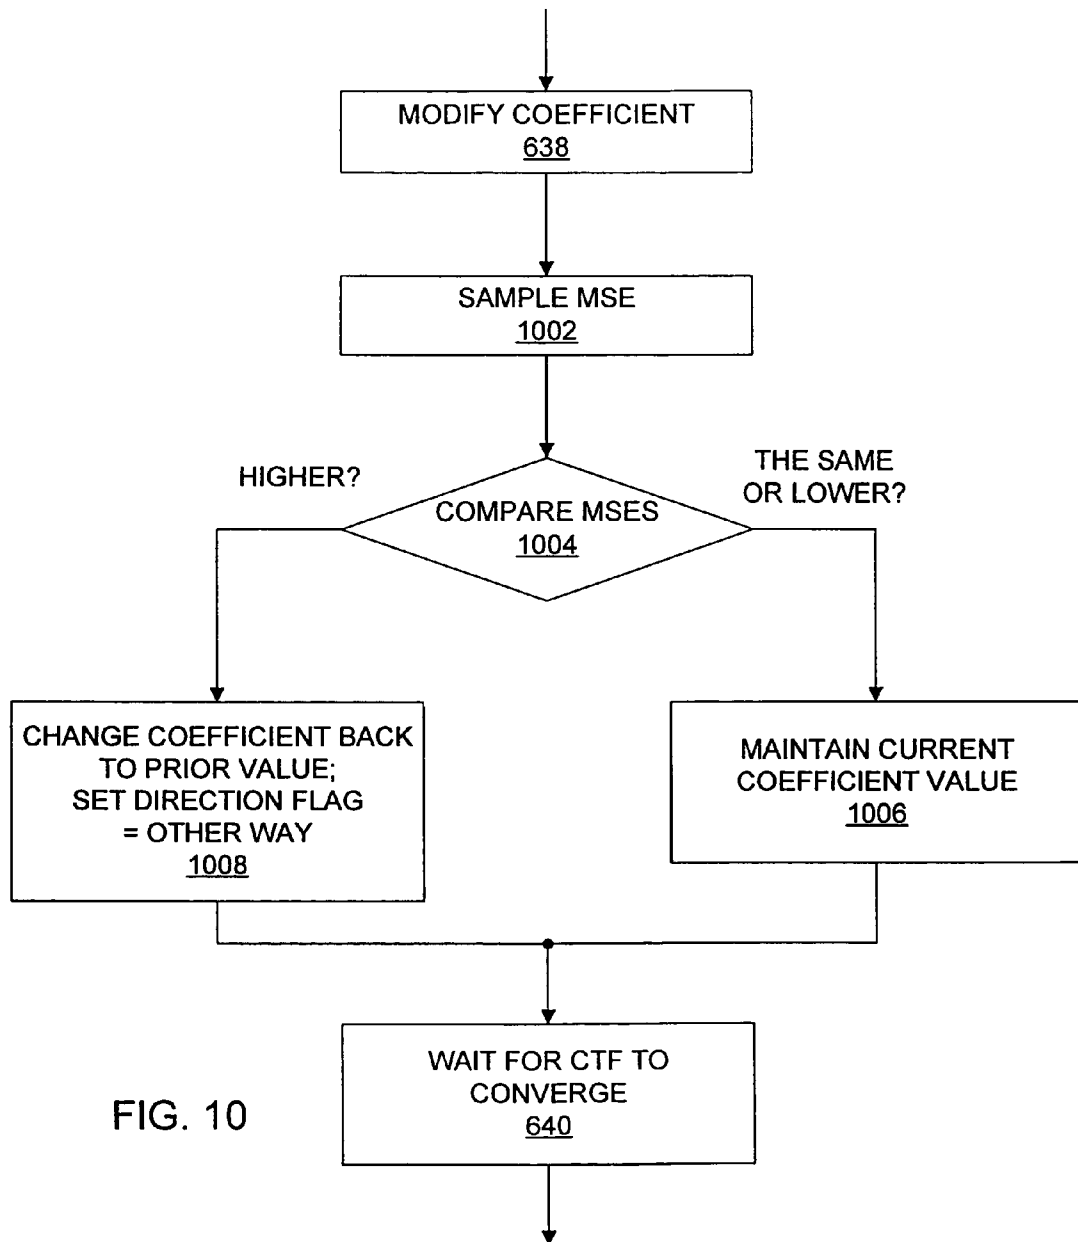 MODIFY COEFFICIENT
638
SAMPLE MSE
1002
HIGHER?
THE SAME
OR LOWER?
COMPARE MSES
1004
CHANGE COEFFICIENT BACK
TO PRIOR VALUE;
SET DIRECTION FLAG
= OTHER WAY
1008
MAINTAIN CURRENT
COEFFICIENT VALUE
1006
WAIT FOR CTF TO
CONVERGE
640
FIG. 10